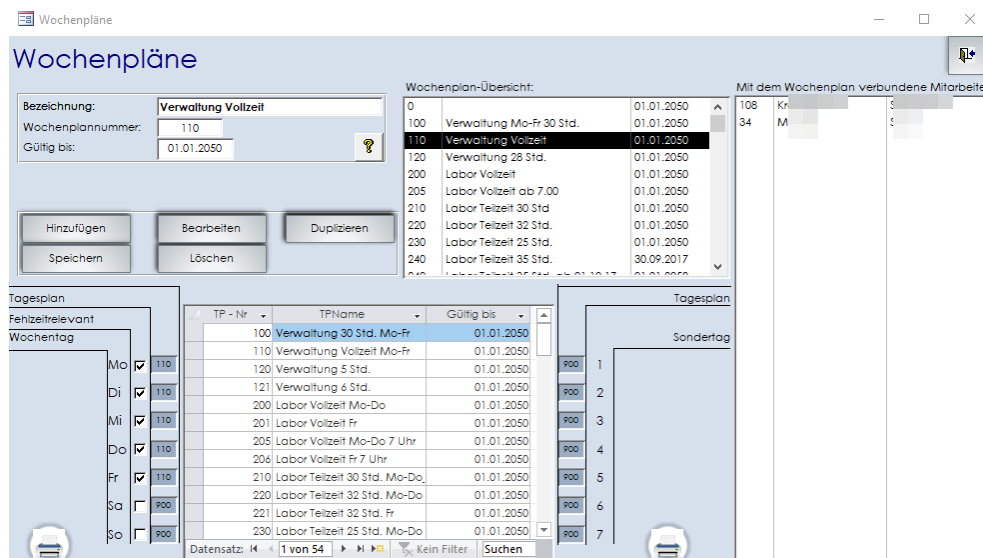 Wochenpläne
Wochenpläne
Bezeichnung: Verwaltung Vollzeit
Wochenplannummer: 110
Gültig bis: 01.01.2050
?
Hinzufügen Bearbeiten Duplizieren
Speichern Löschen
Wochenplan-Übersicht:
0 01.01.2050
100 Verwaltung Mo-Fr 30 Std. 01.01.2050
110 Verwaltung Vollzeit 01.01.2050
120 Verwaltung 28 Std. 01.01.2050
200 Labor Vollzeit 01.01.2050
205 Labor Vollzeit ab 7.00 01.01.2050
210 Labor Teilzeit 30 Std 01.01.2050
220 Labor Teilzeit 32 Std. 01.01.2050
230 Labor Teilzeit 25 Std. 01.01.2050
240 Labor Teilzeit 35 Std. 30.09.2017
Mit dem Wochenplan verbundene Mitarbeite
108 Kr
34 M
Tagesplan
Fehlzeitrelevant
Wochentag
Mo 110
Di 110
Mi 110
Do 110
Fr 110
Sa 900
So 900
TP - Nr TPName Gültig bis
100 Verwaltung 30 Std. Mo-Fr 01.01.2050
110 Verwaltung Vollzeit Mo-Fr 01.01.2050
120 Verwaltung 5 Std. 01.01.2050
121 Verwaltung 6 Std. 01.01.2050
200 Labor Vollzeit Mo-Do 01.01.2050
201 Labor Vollzeit Fr 01.01.2050
205 Labor Vollzeit Mo-Do 7 Uhr 01.01.2050
206 Labor Vollzeit Fr 7 Uhr 01.01.2050
210 Labor Teilzeit 30 Std. Mo-Do_ 01.01.2050
220 Labor Teilzeit 32 Std. Mo-Do 01.01.2050
221 Labor Teilzeit 32 Std. Fr 01.01.2050
230 Labor Teilzeit 25 Std. Mo-Do 01.01.2050
Datensatz: 1 von 54 Kein Filter Suchen
Tagesplan
Sondertag
900 1
900 2
900 3
900 4
900 5
900 6
900 7